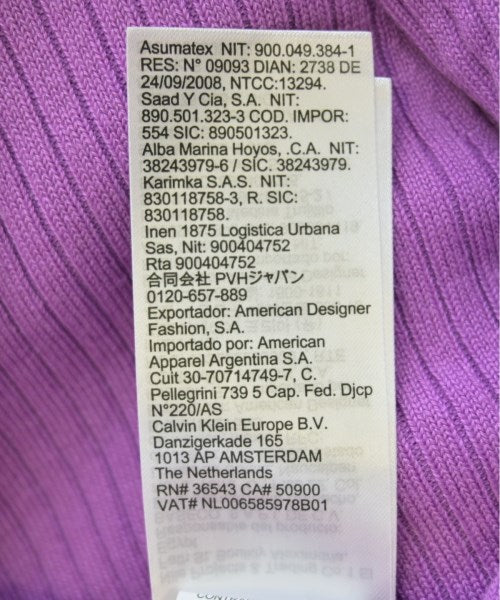 Asumatex NIT: 900.049.384-1
RES: N° 09093 DIAN: 2738 DE
24/09/2008, NTCC:13294.
Saad Y Cia, S.A. NIT:
890.501.323-3 COD. IMPOR:
554 SIC: 890501323.
Alba Marina Hoyos, .C.A. NIT:
38243979-6 / SIC. 38243979.
Karimka S.A.S. NIT:
830118758-3, R. SIC:
830118758.
Inen 1875 Logistica Urbana
Sas, Nit: 900404752
Rta 900404752
合同会社 PVHジャパン
0120-657-889
Exportador: American Designer
Fashion, S.A.
Importado por: American
Apparel Argentina S.A.
Cuit 30-70714749-7, C.
Pellegrini 739 5 Cap. Fed. Djcp
N°220/AS
Calvin Klein Europe B.V.
Danzigerkade 165
1013 AP AMSTERDAM
The Netherlands
RN# 36543 CA# 50900
VAT# NL006585978B01